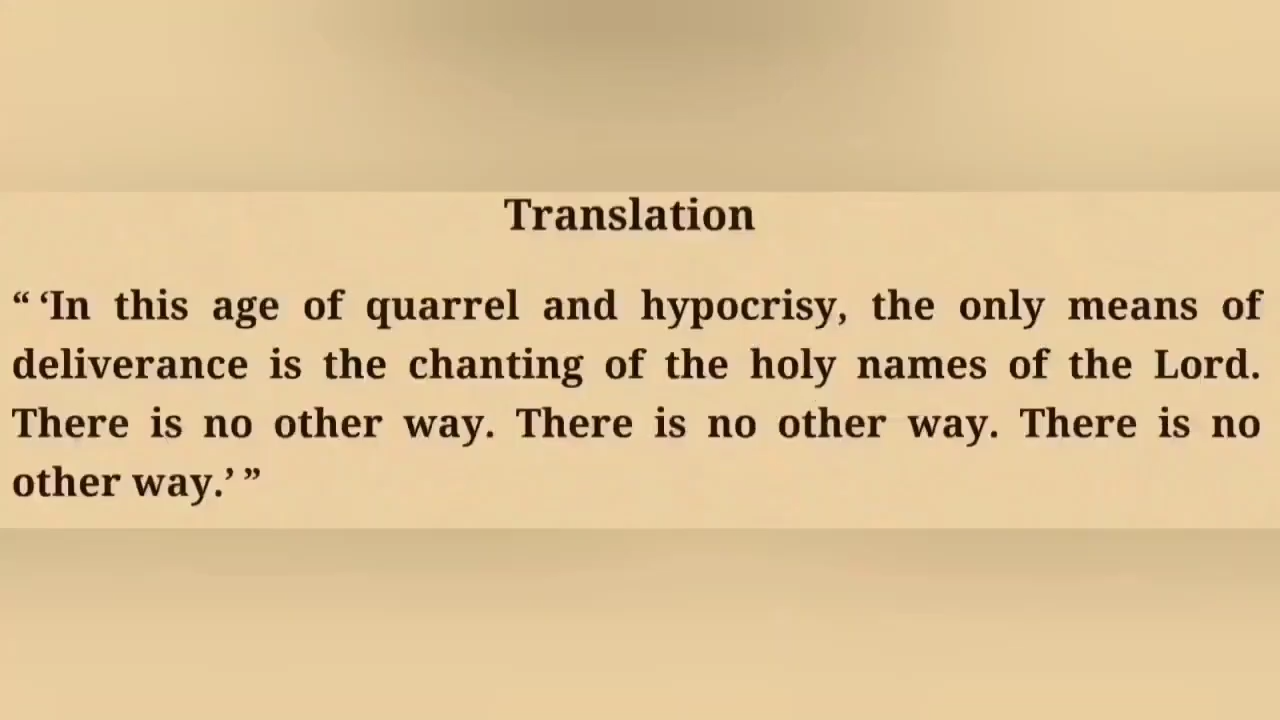 Translation
“ ‘In this age of quarrel and hypocrisy, the only means of
deliverance is the chanting of the holy names of the Lord.
There is no other way. There is no other way. There is no
other way.’ ”